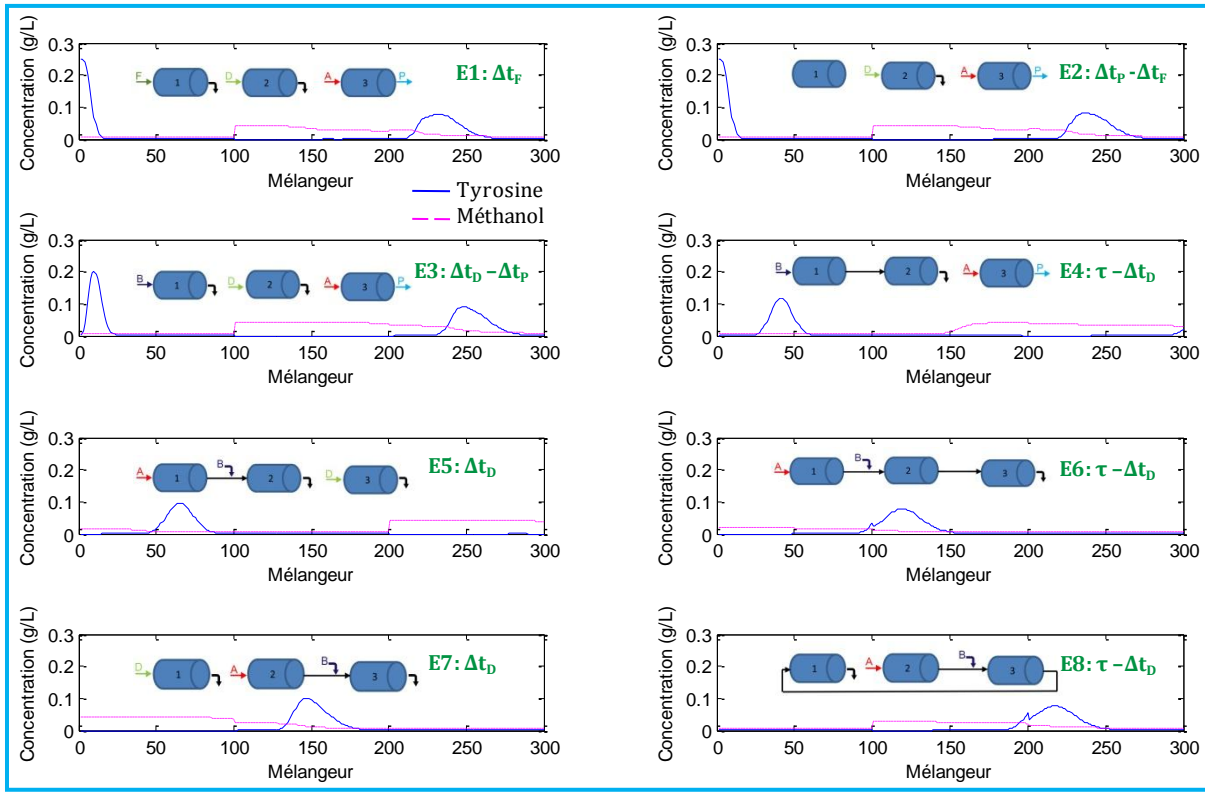 Concentration (g/L)
0.3
0.2
0.1
0
F
1
D
2
A
3
P
E1: Δt_F
0 50 100 150 200 250 300
Mélangeur
Concentration (g/L)
0.3
0.2
0.1
0
1
D
2
A
3
P
E2: Δt_P -Δt_F
0 50 100 150 200 250 300
Mélangeur
Tyrosine
Méthanol
Concentration (g/L)
0.3
0.2
0.1
0
B
1
D
2
A
3
P
E3: Δt_D –Δt_P
0 50 100 150 200 250 300
Mélangeur
Concentration (g/L)
0.3
0.2
0.1
0
B
1
2
A
3
P
E4: τ –Δt_D
0 50 100 150 200 250 300
Mélangeur
Concentration (g/L)
0.3
0.2
0.1
0
A
1
B
2
D
3
E5: Δt_D
0 50 100 150 200 250 300
Mélangeur
Concentration (g/L)
0.3
0.2
0.1
0
A
1
B
2
3
E6: τ –Δt_D
0 50 100 150 200 250 300
Mélangeur
Concentration (g/L)
0.3
0.2
0.1
0
D
1
A
2
B
3
E7: Δt_D
0 50 100 150 200 250 300
Mélangeur
Concentration (g/L)
0.3
0.2
0.1
0
1
A
2
B
3
E8: τ –Δt_D
0 50 100 150 200 250 300
Mélangeur